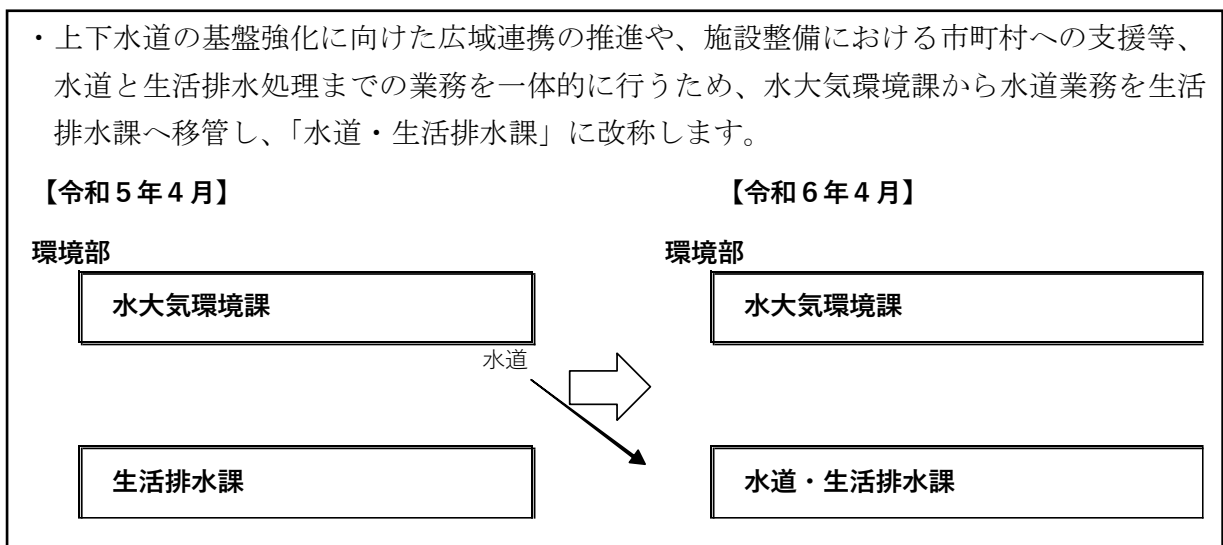 ・上下水道の基盤強化に向けた広域連携の推進や、施設整備における市町村への支援等、
水道と生活排水処理までの業務を一体的に行うため、水大気環境課から水道業務を生活
排水課へ移管し、「水道・生活排水課」に改称します。
【令和５年４月】
【令和６年４月】
環境部
環境部
水大気環境課
水大気環境課
水道
生活排水課
水道・生活排水課